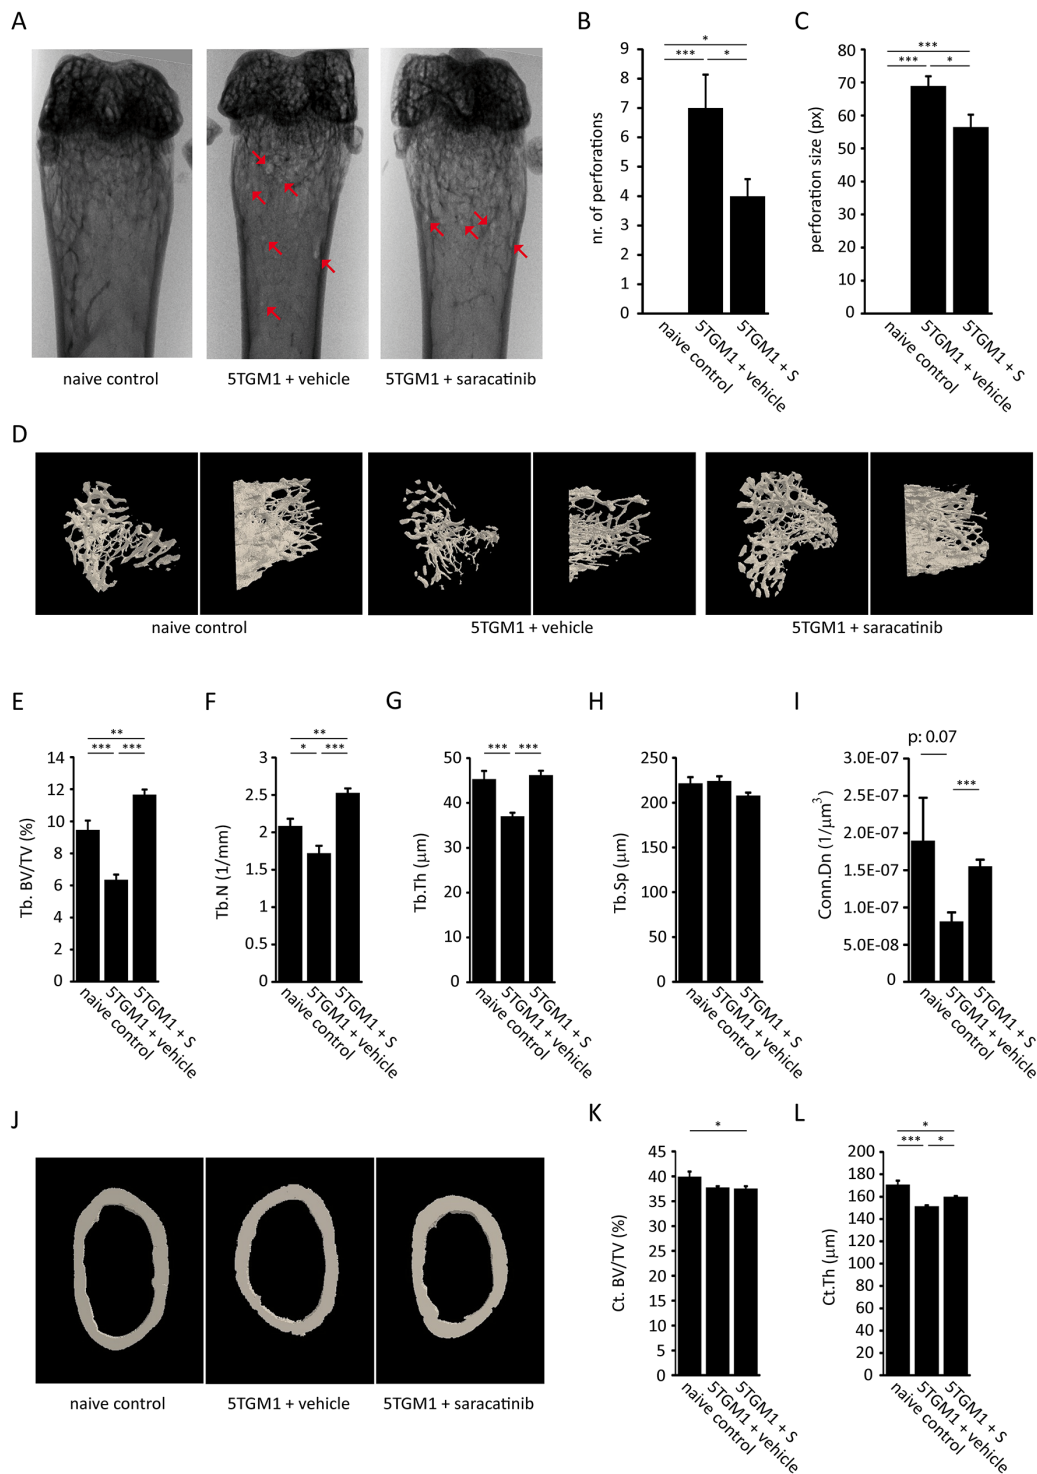 A
B
C
naive control
5TGM1 + vehicle
5TGM1 + saracatinib
nr. of perforations
9
8
7
6
5
4
3
2
1
0
*
***
*
naive control
5TGM1 + vehicle
5TGM1 + S
perforation size (px)
80
70
60
50
40
30
20
10
0
***
***
*
naive control
5TGM1 + vehicle
5TGM1 + S
D
naive control
5TGM1 + vehicle
5TGM1 + saracatinib
E
F
G
H
I
Tb. BV/TV (%)
14
12
10
8
6
4
2
0
**
***
***
naive control
5TGM1 + vehicle
5TGM1 + S
Tb.N (1/mm)
3
2.5
2
1.5
1
0.5
0
**
*
***
naive control
5TGM1 + vehicle
5TGM1 + S
Tb.Th (µm)
50
40
30
20
10
0
***
***
naive control
5TGM1 + vehicle
5TGM1 + S
Tb.Sp (µm)
250
200
150
100
50
0
naive control
5TGM1 + vehicle
5TGM1 + S
Conn.Dn (1/µm³)
p: 0.07
3.0E-07
2.5E-07
2.0E-07
1.5E-07
1.0E-07
5.0E-08
0
***
naive control
5TGM1 + vehicle
5TGM1 + S
J
K
L
naive control
5TGM1 + vehicle
5TGM1 + saracatinib
Ct. BV/TV (%)
45
40
35
30
25
20
15
10
5
0
*
naive control
5TGM1 + vehicle
5TGM1 + S
Ct.Th (µm)
200
180
160
140
120
100
80
60
40
20
0
*
***
*
naive control
5TGM1 + vehicle
5TGM1 + S